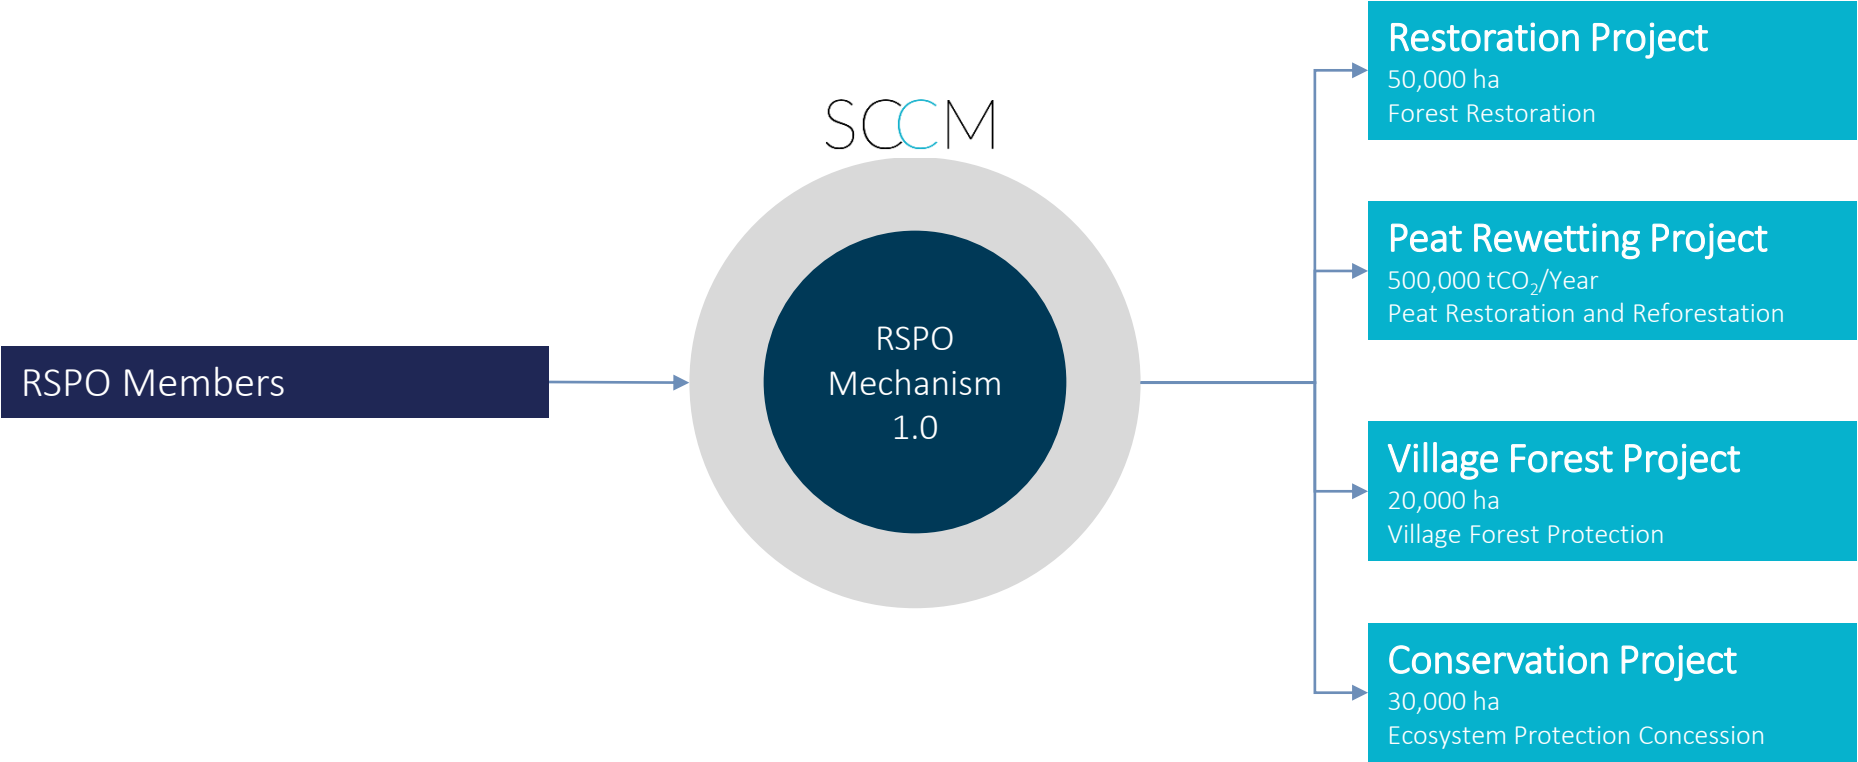 RSPO Members
SCCM
RSPO
Mechanism
1.0
Restoration Project
50,000 ha
Forest Restoration
Peat Rewetting Project
500,000 tCO₂/Year
Peat Restoration and Reforestation
Village Forest Project
20,000 ha
Village Forest Protection
Conservation Project
30,000 ha
Ecosystem Protection Concession